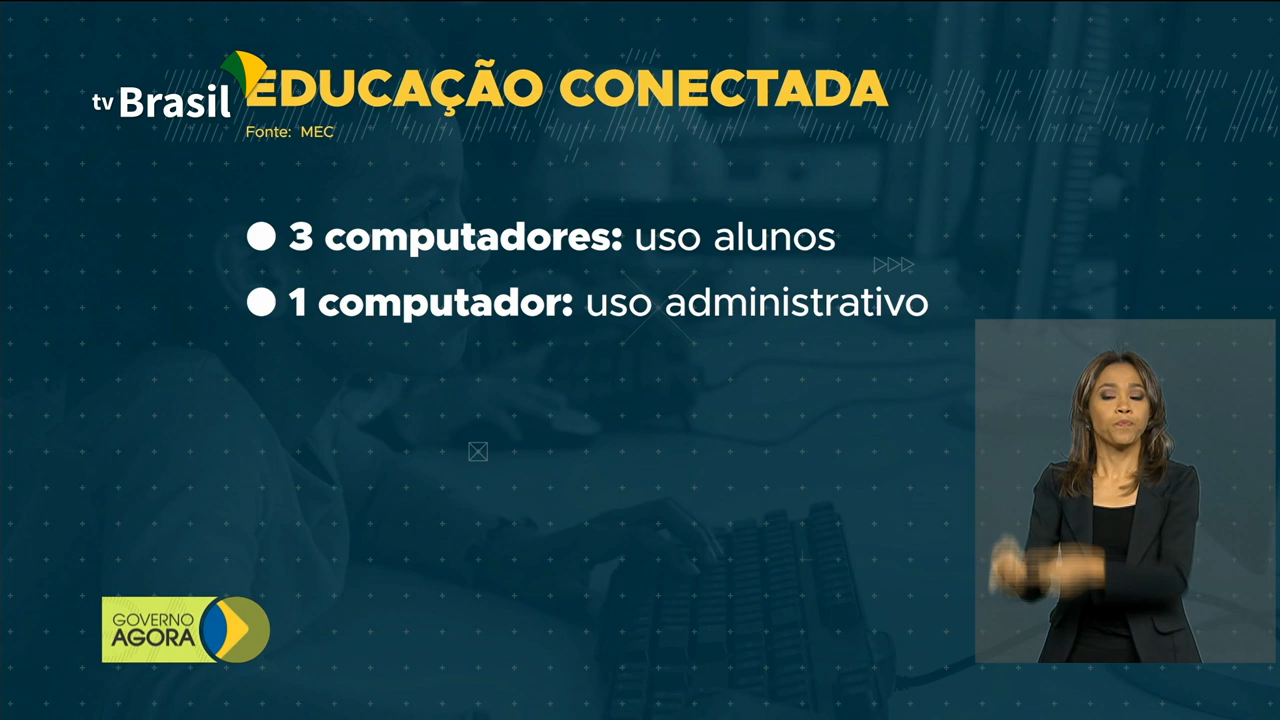 EDUCAÇÃO CONECTADA
tv Brasil
Fonte: MEC
3 computadores: uso alunos
1 computador: uso administrativo
GOVERNO
AGORA